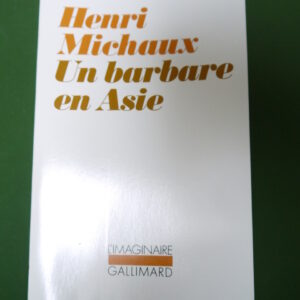 Henri
Michaux
Un barbare
en Asie
L'IMAGINAIRE
GALLIMARD